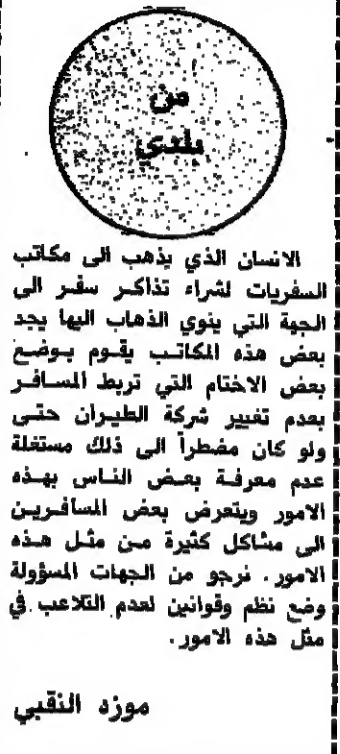 من
بلدي
الانسان الذي يذهب الى مكاتب
السفريات لشراء تذاكر سفر الى
الجهة التي ينوي الذهاب اليها يجد
بعض هذه المكاتب يقوم بوضع
بعض الاختام التي تربط المسافر
بعدم تغيير شركة الطيران حتى
ولو كان مضطراً الى ذلك مستغلة
عدم معرفة بعض الناس بهذه
الامور ويتعرض بعض المسافرين
الى مشاكل كثيرة من مثل هذه
الامور . نرجو من الجهات المسؤولة
وضع نظم وقوانين لعدم التلاعب في
مثل هذه الامور .
موزه النقبي